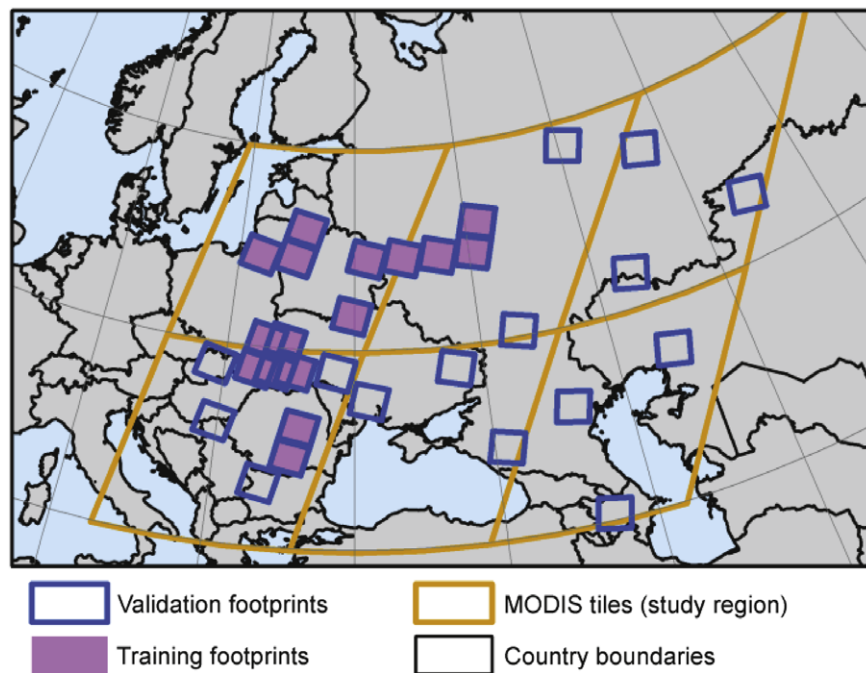 Validation footprints
MODIS tiles (study region)
Training footprints
Country boundaries